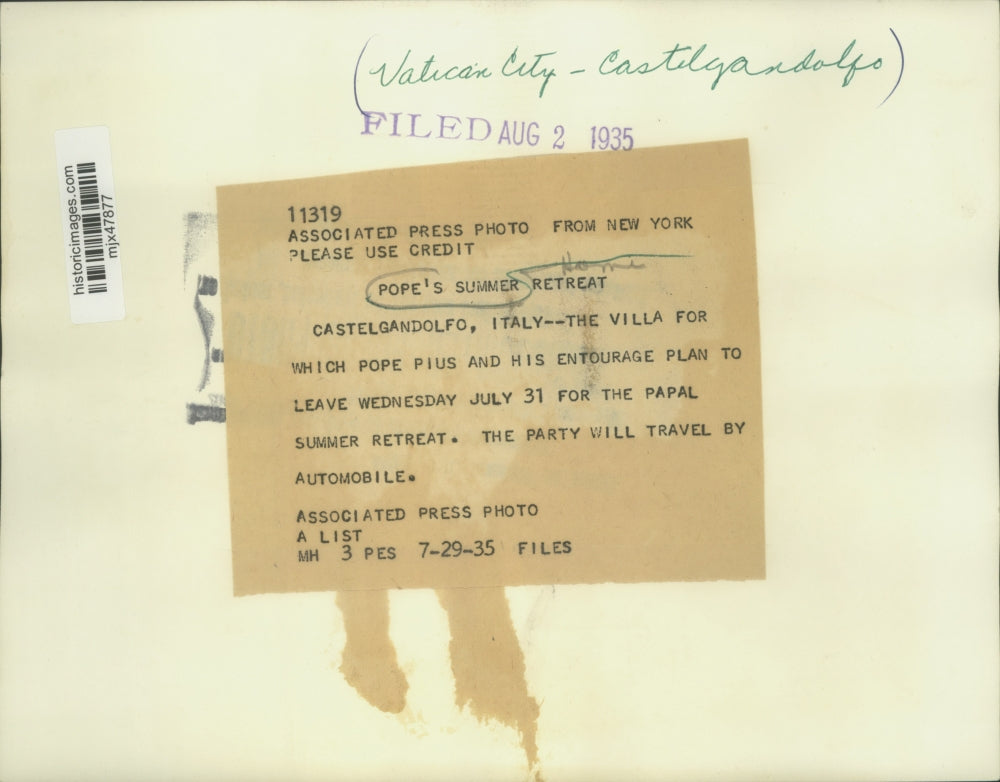 (Vatican City - Castelgandolfo)
FILED AUG 2 1935
historicimages.com
mjx47877
11319
ASSOCIATED PRESS PHOTO FROM NEW YORK
PLEASE USE CREDIT
Home
POPE'S SUMMER RETREAT
CASTELGANDOLFO, ITALY--THE VILLA FOR
WHICH POPE PIUS AND HIS ENTOURAGE PLAN TO
LEAVE WEDNESDAY JULY 31 FOR THE PAPAL
SUMMER RETREAT. THE PARTY WILL TRAVEL BY
AUTOMOBILE.
ASSOCIATED PRESS PHOTO
A LIST
MH 3 PES 7-29-35 FILES